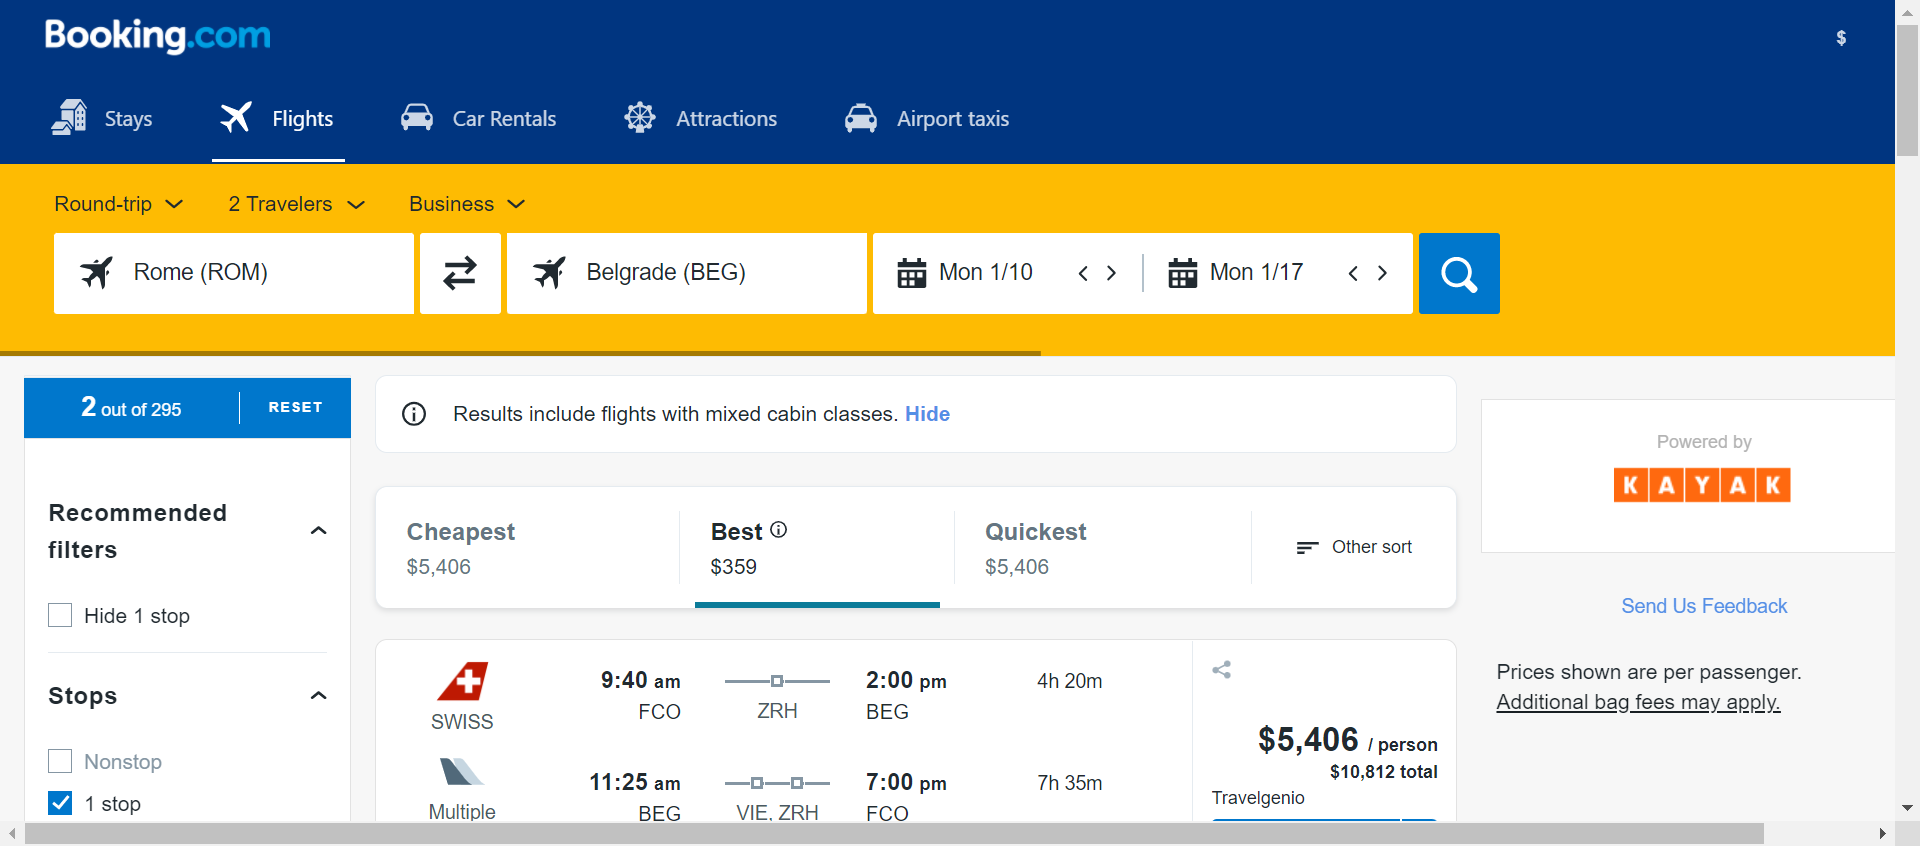 Booking.com
$
Stays
Flights
Car Rentals
Attractions
Airport taxis
Round-trip
2 Travelers
Business
Rome (ROM)
Belgrade (BEG)
Mon 1/10
Mon 1/17
2 out of 295
RESET
Results include flights with mixed cabin classes. Hide
Powered by
KAYAK
Recommended
filters
Cheapest
$5,406
Best
$359
Quickest
$5,406
Other sort
Send Us Feedback
Hide 1 stop
Prices shown are per passenger.
Additional bag fees may apply.
Stops
Nonstop
1 stop
SWISS
9:40 am
FCO
ZRH
2:00 pm
BEG
4h 20m
Multiple
11:25 am
BEG
VIE, ZRH
7:00 pm
FCO
7h 35m
$5,406 / person
$10,812 total
Travelgenio